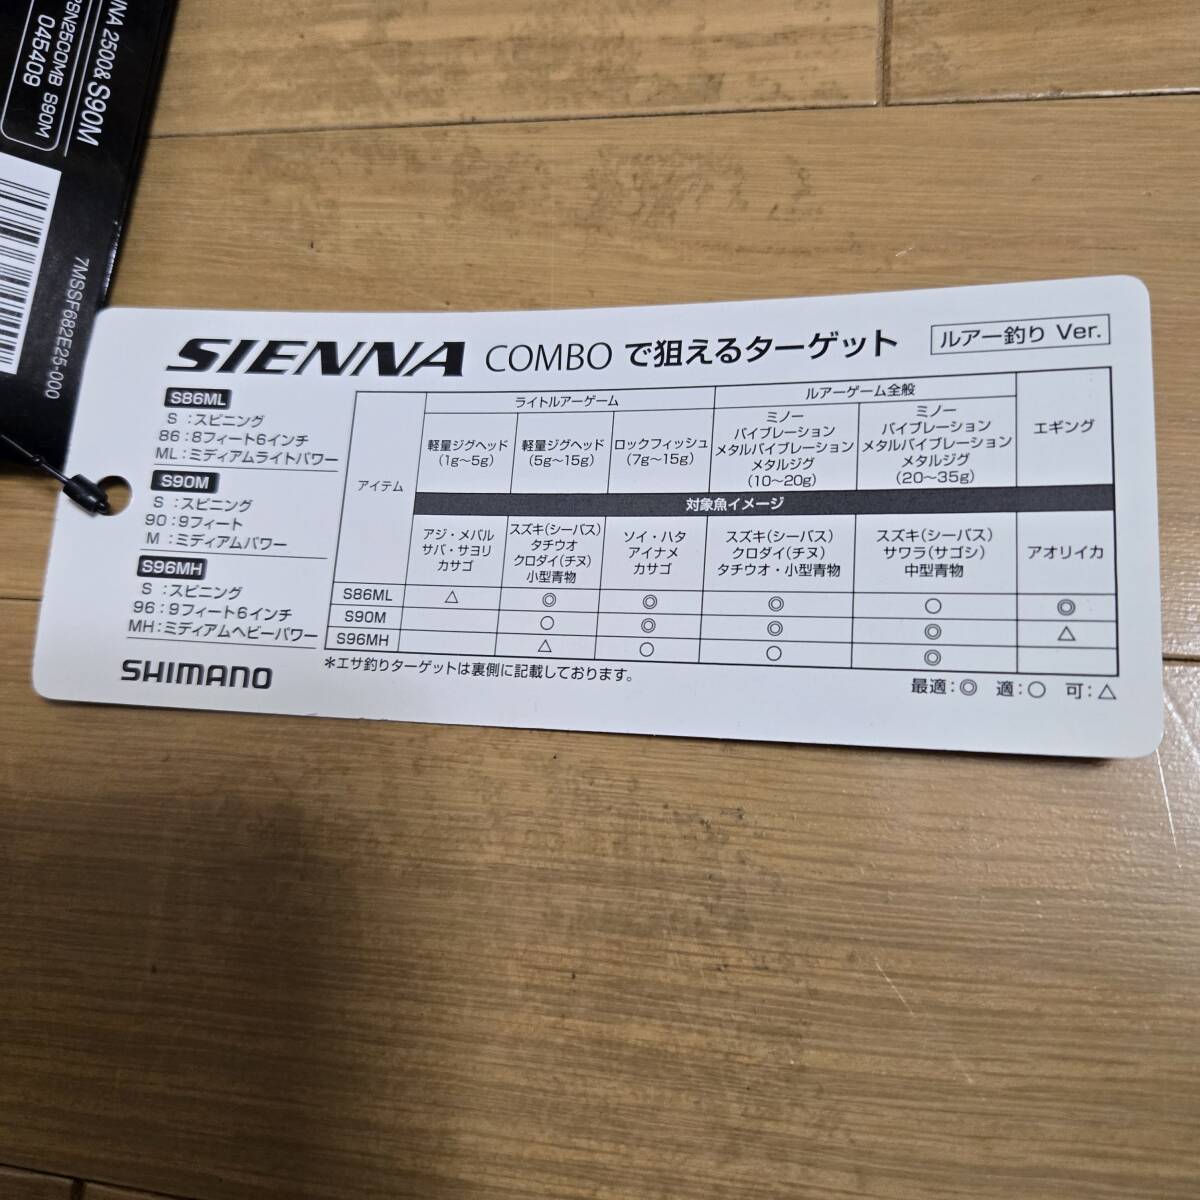 INA 2500& S90M
PSN25COMB S90M
045409
7MSSF682E25-000
SIENNA COMBO で狙えるターゲット
ルアー釣り Ver.
S86ML
S :スピニング
86:8フィート6インチ
ML:ミディアムライトパワー
S90M
S :スピニング
90:9フィート
M :ミディアムパワー
S96MH
S :スピニング
96:9フィート6インチ
MH:ミディアムヘビーパワー
SHIMANO
アイテム
ライトルアーゲーム
ルアーゲーム全般
エギング
軽量ジグヘッド
(1g~5g)
軽量ジグヘッド
(5g~15g)
ロックフィッシュ
(7g~15g)
ミノー
バイブレーション
メタルバイブレーション
メタルジグ
(10~20g)
ミノー
バイブレーション
メタルバイブレーション
メタルジグ
(20~35g)
対象魚イメージ
アジ・メバル
サバ・サヨリ
カサゴ
スズキ(シーバス)
タチウオ
クロダイ(チヌ)
小型青物
ソイ・ハタ
アイナメ
カサゴ
スズキ(シーバス)
クロダイ(チヌ)
タチウオ・小型青物
スズキ(シーバス)
サワラ(サゴシ)
中型青物
アオリイカ
S86ML △ ◎ ◎ ◎ ○ ◎
S90M ○ ◎ ◎ ◎ △
S96MH △ ○ ○ ◎
*エサ釣りターゲットは裏側に記載しております。
最適:◎ 適:○ 可:△